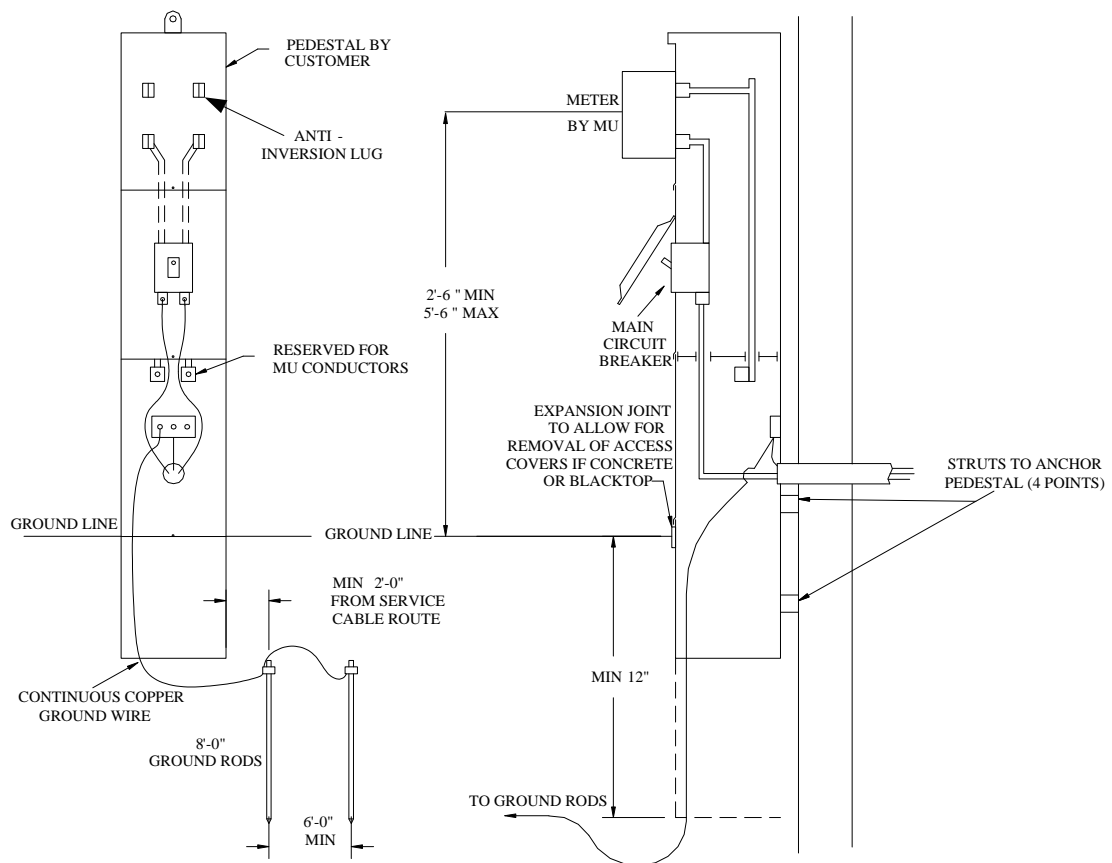 PEDESTAL BY
CUSTOMER
ANTI -
INVERSION LUG
METER
BY MU
2'-6 " MIN
5'-6 " MAX
MAIN
CIRCUIT
BREAKER
RESERVED FOR
MU CONDUCTORS
EXPANSION JOINT
TO ALLOW FOR
REMOVAL OF ACCESS
COVERS IF CONCRETE
OR BLACKTOP
STRUTS TO ANCHOR
PEDESTAL (4 POINTS)
GROUND LINE
GROUND LINE
MIN 2'-0"
FROM SERVICE
CABLE ROUTE
MIN 12"
CONTINUOUS COPPER
GROUND WIRE
8'-0"
GROUND RODS
TO GROUND RODS
6'-0"
MIN